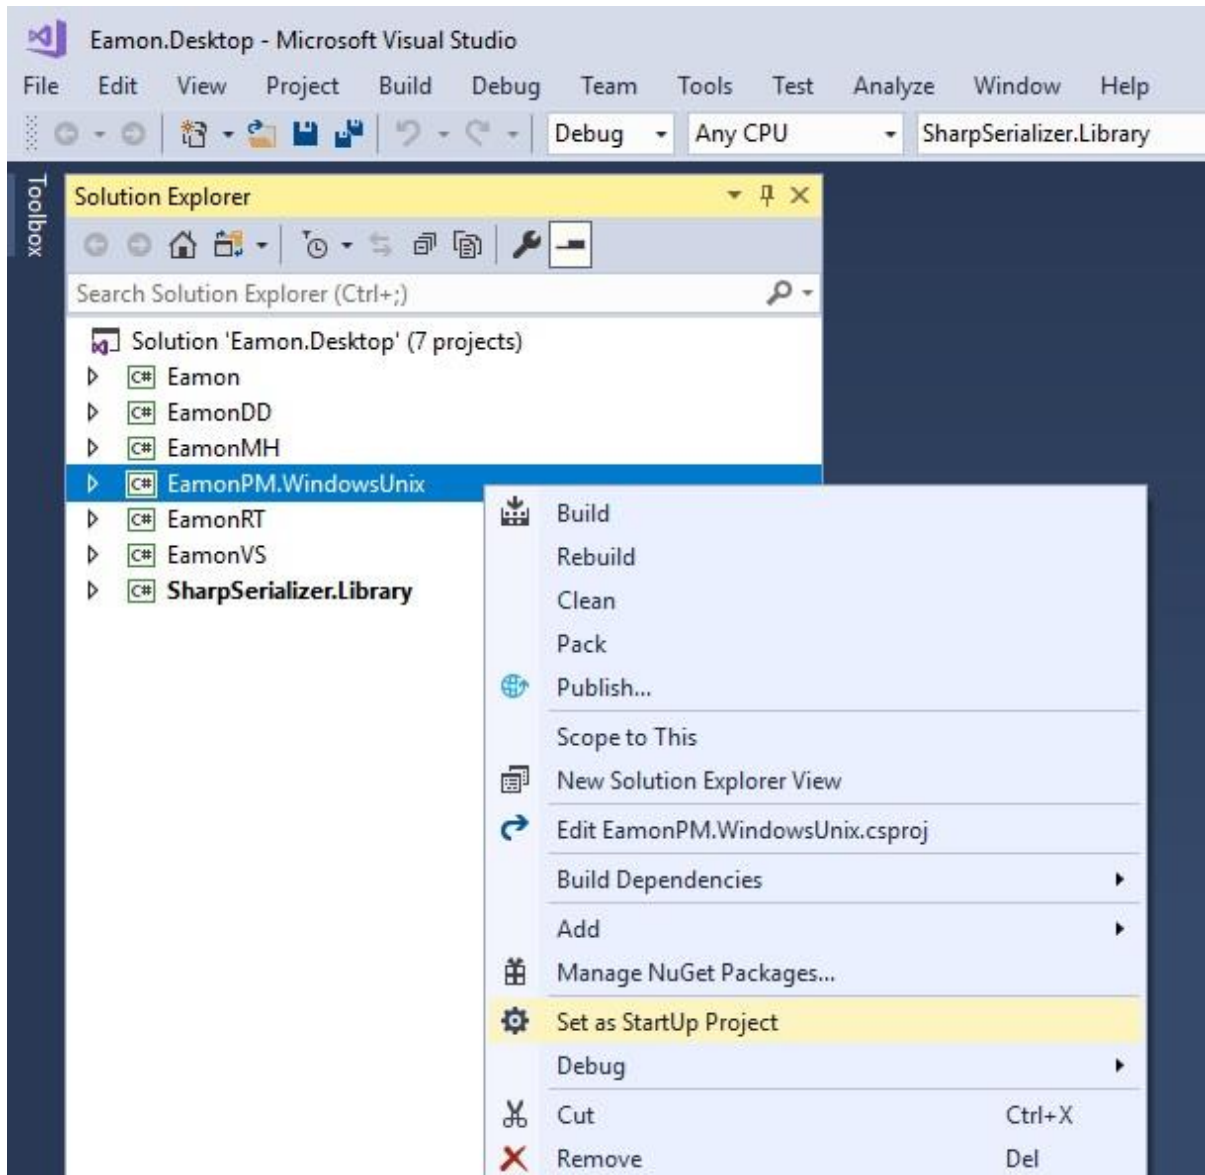 Eamon.Desktop - Microsoft Visual Studio
File Edit View Project Build Debug Team Tools Test Analyze Window Help
Debug Any CPU SharpSerializer.Library
Toolbox
Solution Explorer
Search Solution Explorer (Ctrl+;)
Solution 'Eamon.Desktop' (7 projects)
C# Eamon
C# EamonDD
C# EamonMH
C# EamonPM.WindowsUnix
C# EamonRT
C# EamonVS
C# SharpSerializer.Library
Build
Rebuild
Clean
Pack
Publish...
Scope to This
New Solution Explorer View
Edit EamonPM.WindowsUnix.csproj
Build Dependencies
Add
Manage NuGet Packages...
Set as StartUp Project
Debug
Cut Ctrl+X
Remove Del